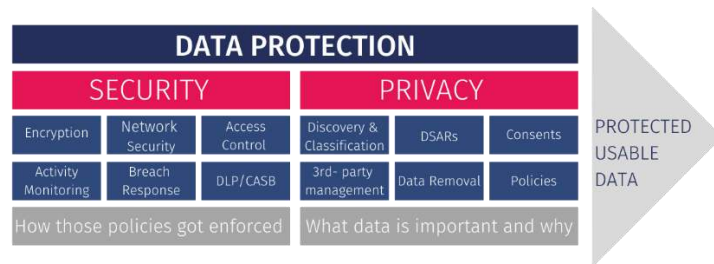 DATA PROTECTION
SECURITY
PRIVACY
Encryption
Network
Security
Access
Control
Discovery &
Classification
DSARs
Consents
Activity
Monitoring
Breach
Response
DLP/CASB
3rd- party
management
Data Removal
Policies
How those policies got enforced
What data is important and why
PROTECTED
USABLE
DATA